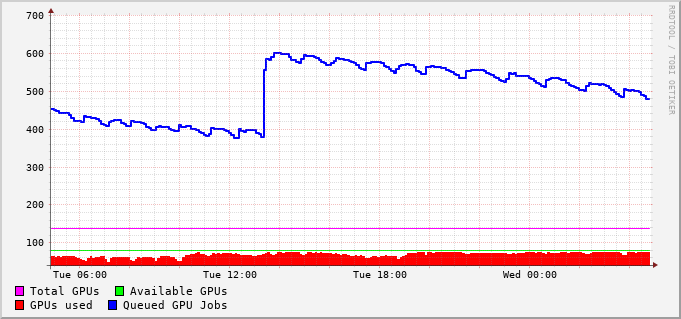 700
600
500
400
300
200
100
Tue 06:00 Tue 12:00 Tue 18:00 Wed 00:00
Total GPUs Available GPUs
GPUs used Queued GPU Jobs
RRDTOOL / TOBI OETIKER